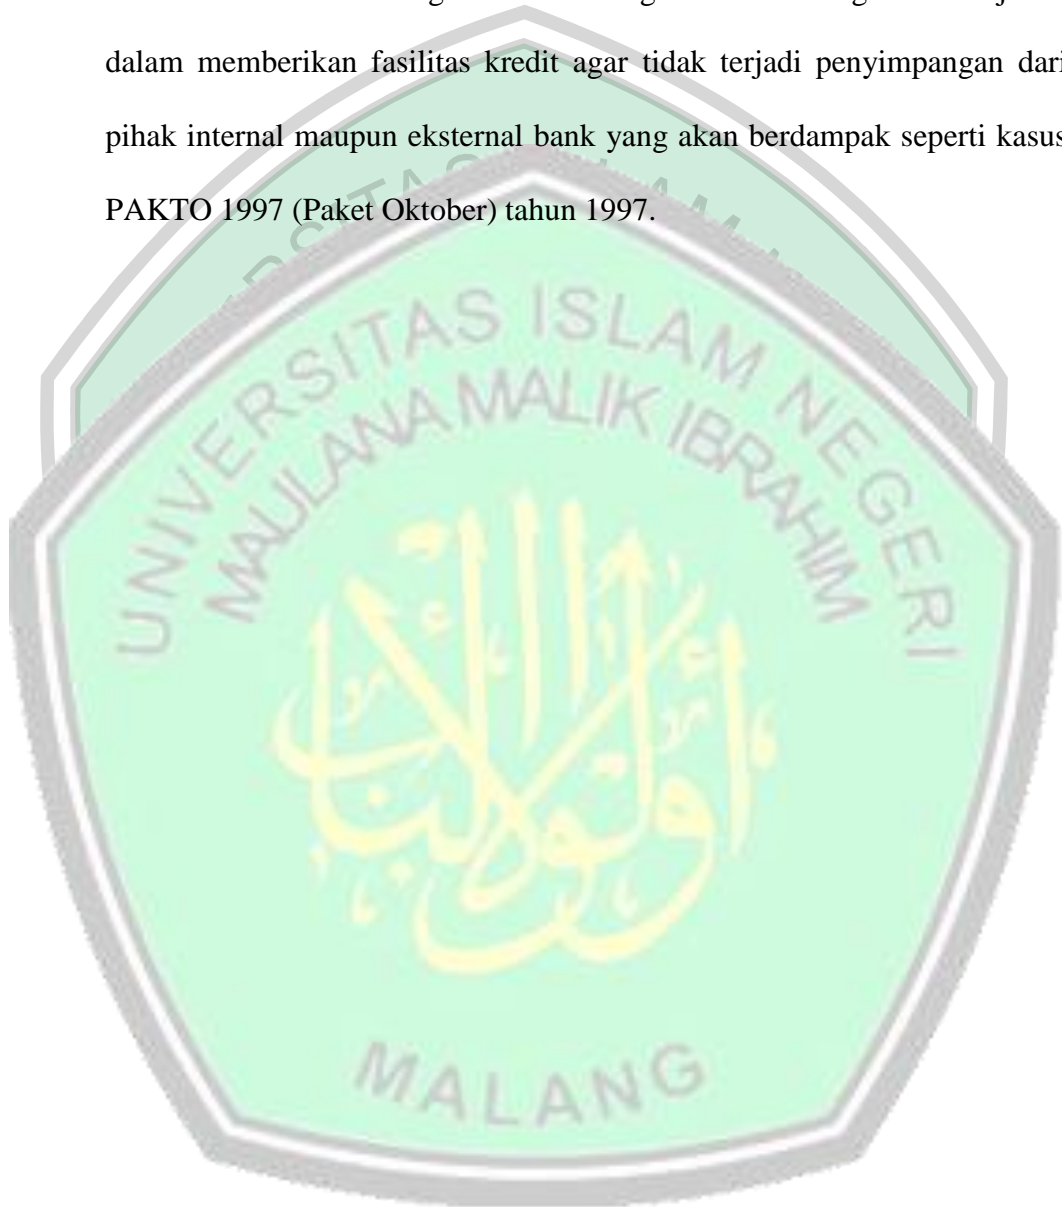 dalam memberikan fasilitas kredit agar tidak terjadi penyimpangan dari
pihak internal maupun eksternal bank yang akan berdampak seperti kasus
PAKTO 1997 (Paket Oktober) tahun 1997.
UNIVERSITAS ISLAM NEGERI
MAULANA MALIK IBRAHIM
MALANG